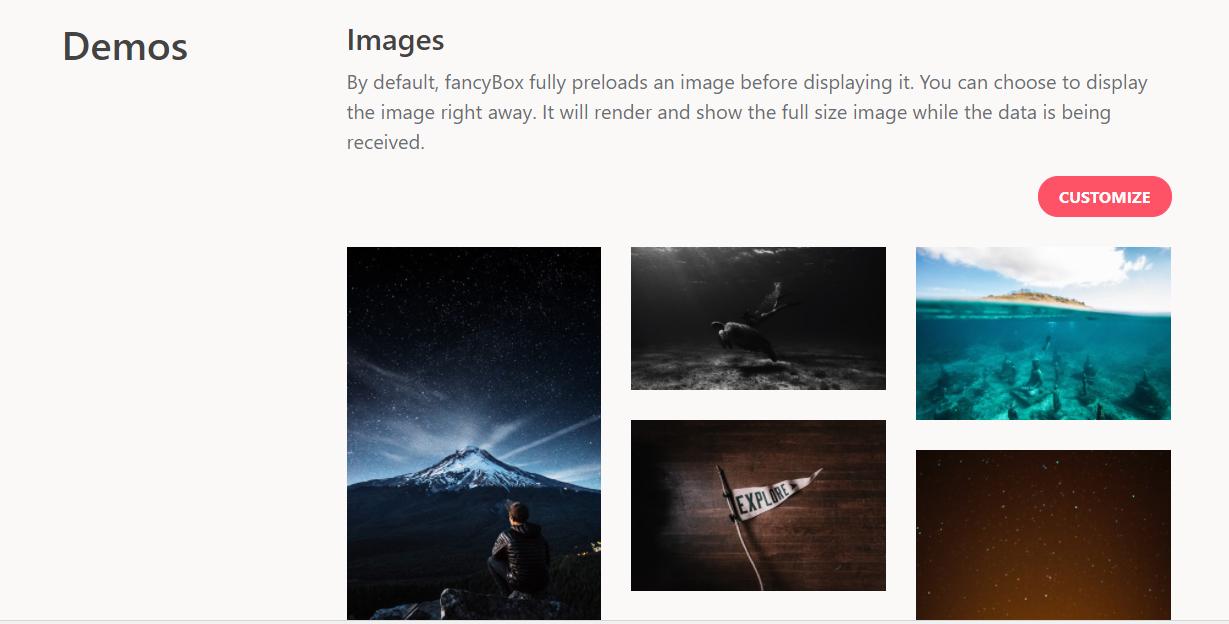 Demos
Images
By default, fancyBox fully preloads an image before displaying it. You can choose to display
the image right away. It will render and show the full size image while the data is being
received.
CUSTOMIZE
EXPLORE